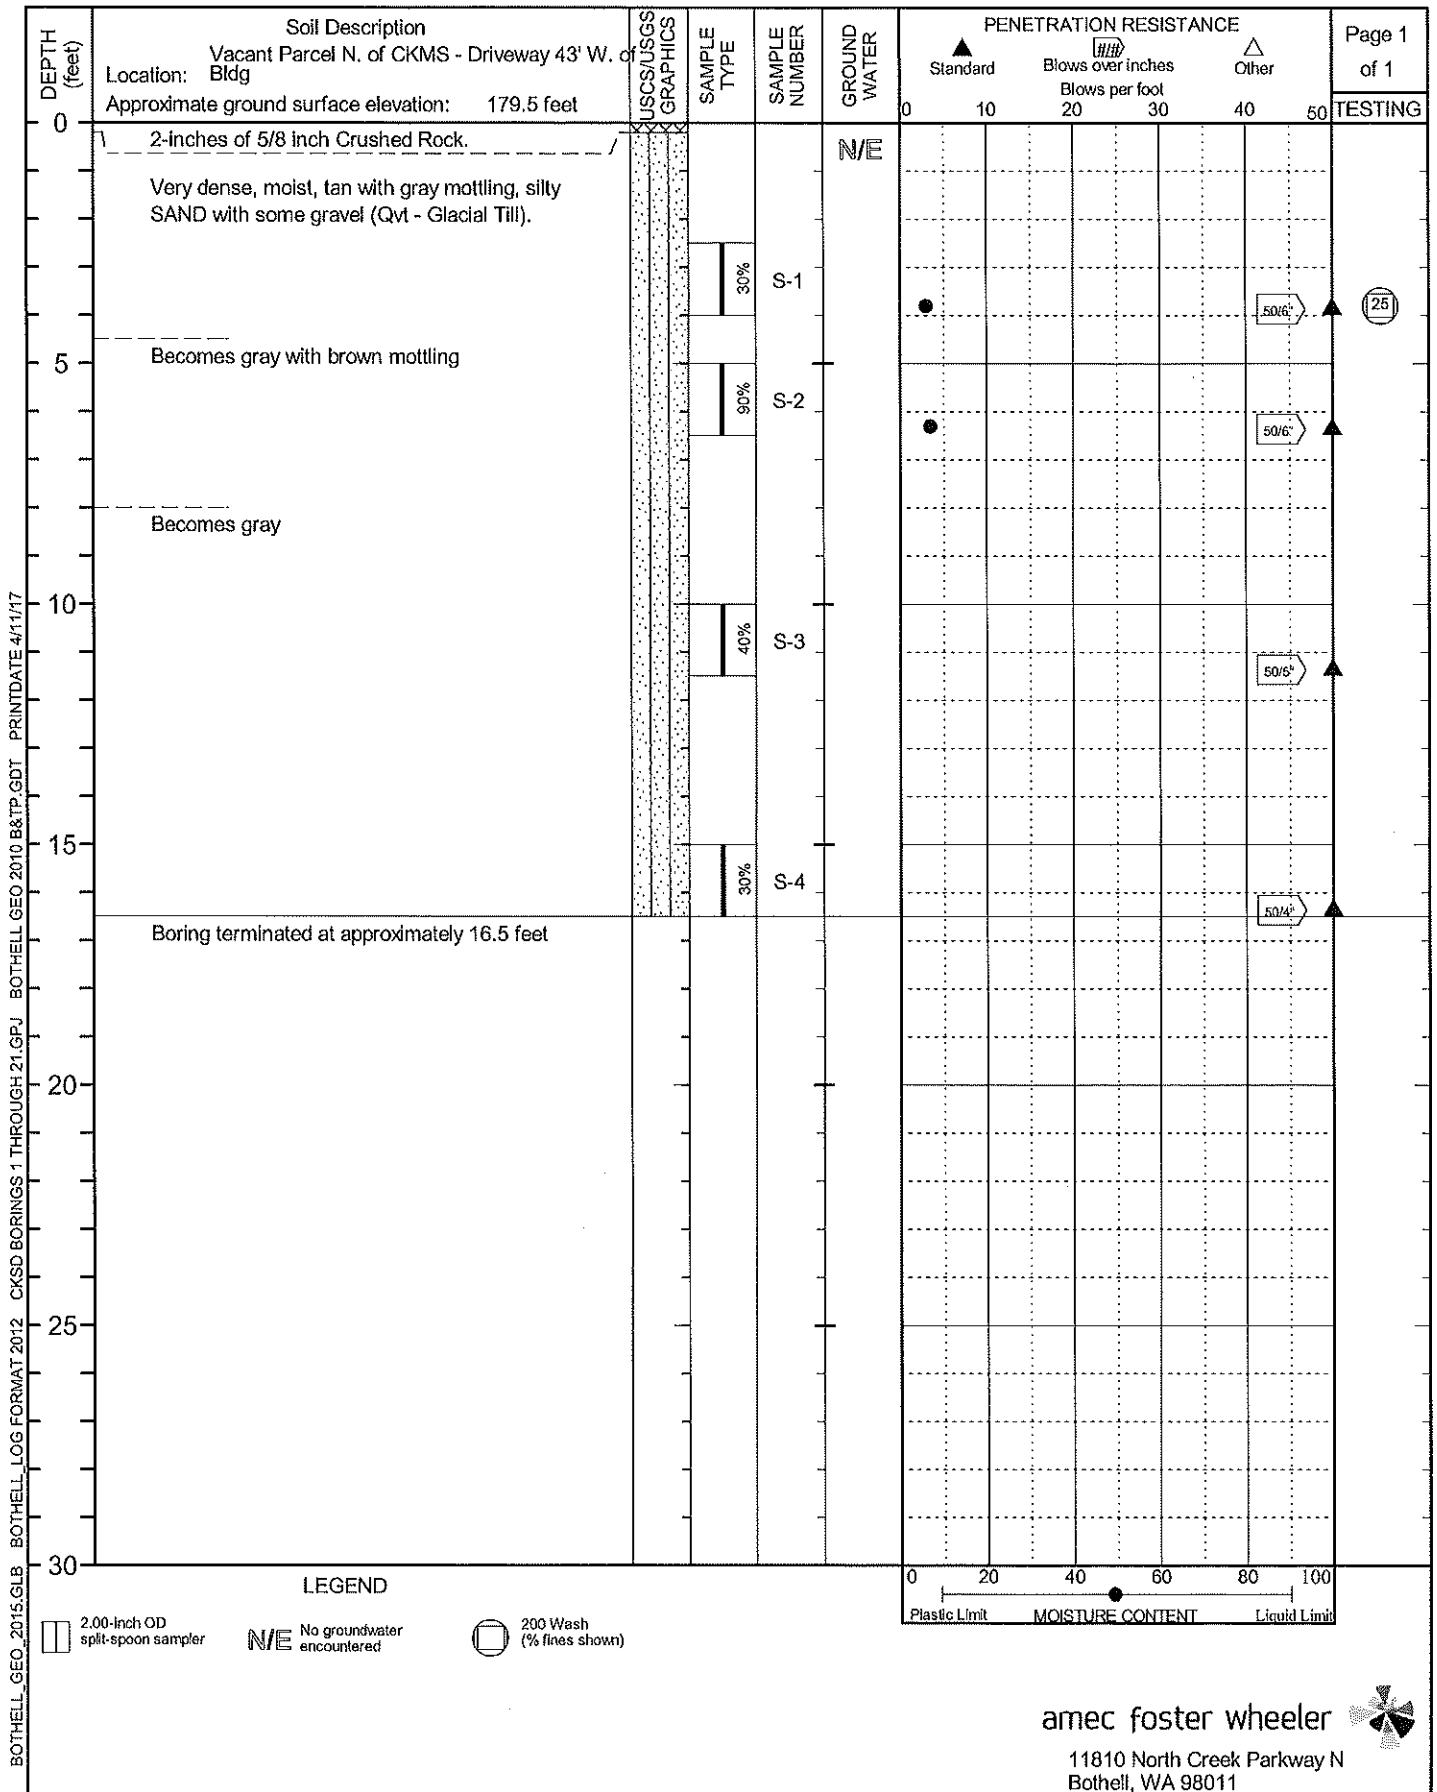 DEPTH (feet)
Soil Description
Vacant Parcel N. of CKMS - Driveway 43' W. of
Location: Bldg
Approximate ground surface elevation: 179.5 feet
USCS/USGS GRAPHICS
SAMPLE TYPE
SAMPLE NUMBER
GROUND WATER
PENETRATION RESISTANCE
Standard
##/##
Blows over inches
Other
Blows per foot
0 10 20 30 40 50
Page 1
of 1
TESTING
0
2-inches of 5/8 inch Crushed Rock.
N/E
Very dense, moist, tan with gray mottling, silty
SAND with some gravel (Qvt - Glacial Till).
30% S-1
50/6"
25
Becomes gray with brown mottling
5
90% S-2
50/6"
Becomes gray
10
40% S-3
50/5"
15
30% S-4
50/4"
Boring terminated at approximately 16.5 feet
20
25
30
0 20 40 60 80 100
Plastic Limit MOISTURE CONTENT Liquid Limit
LEGEND
2.00-inch OD
split-spoon sampler
N/E No groundwater
encountered
200 Wash
(% fines shown)
amec foster wheeler
11810 North Creek Parkway N
Bothell, WA 98011
BOTHELL_GEO_2015.GLB BOTHELL_LOG FORMAT 2012 CKSD BORINGS 1 THROUGH 21.GPJ BOTHELL GEO 2010 B&TP.GDT PRINTDATE 4/11/17